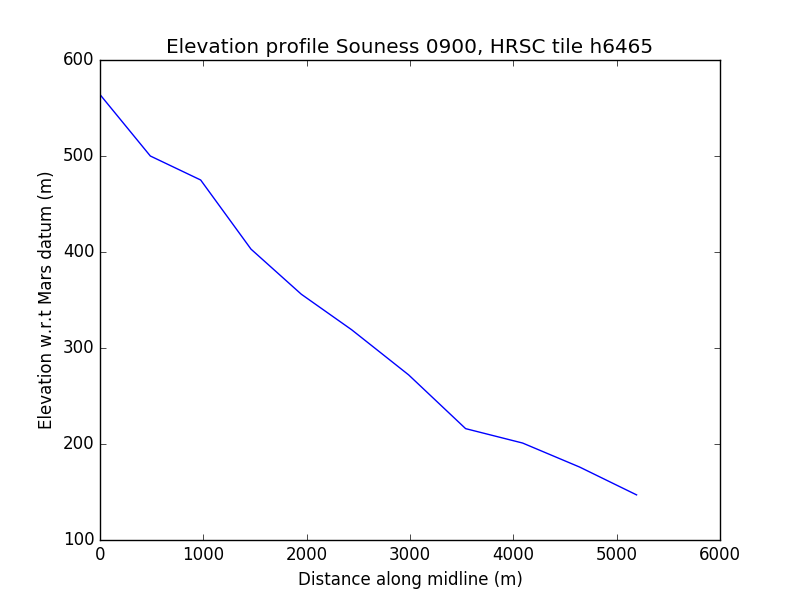 Elevation profile Souness 0900, HRSC tile h6465
600
500
400
300
200
100
Elevation w.r.t Mars datum (m)
0 1000 2000 3000 4000 5000 6000
Distance along midline (m)